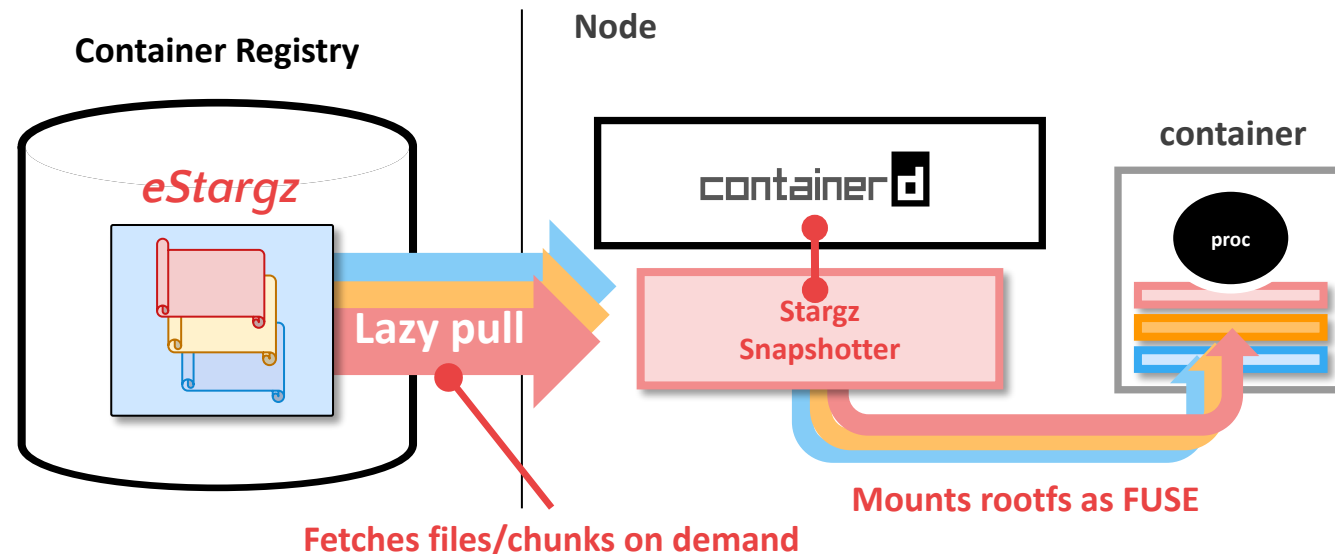 Node
Container Registry
container
eStargz
containerd
proc
Lazy pull
Stargz
Snapshotter
Mounts rootfs as FUSE
Fetches files/chunks on demand